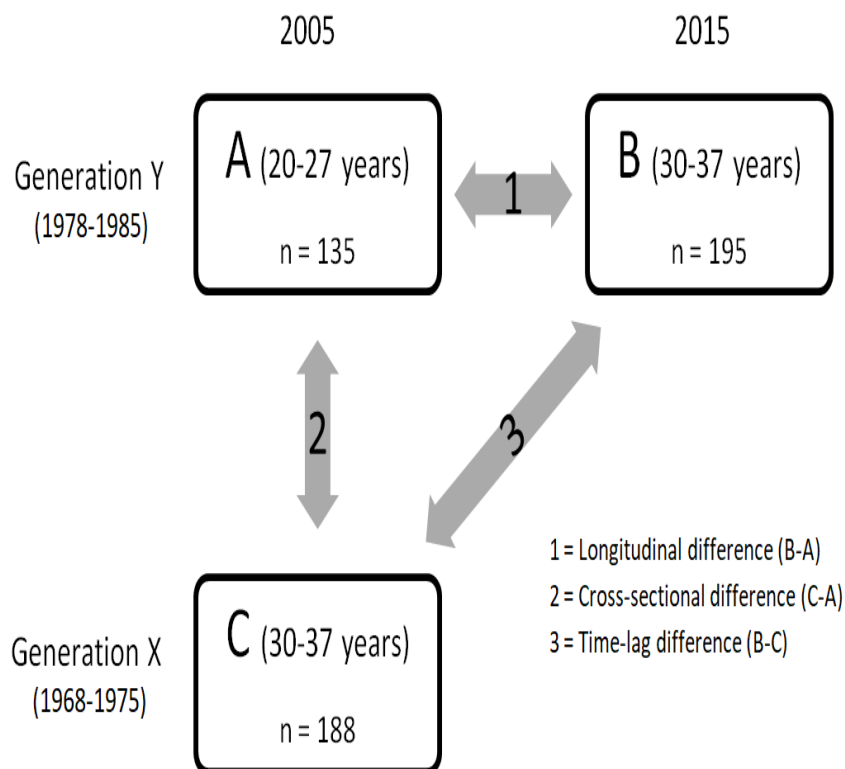 2005
2015
Generation Y
(1978-1985)
A (20-27 years)
n = 135
1
B (30-37 years)
n = 195
2
3
Generation X
(1968-1975)
C (30-37 years)
n = 188
1 = Longitudinal difference (B-A)
2 = Cross-sectional difference (C-A)
3 = Time-lag difference (B-C)